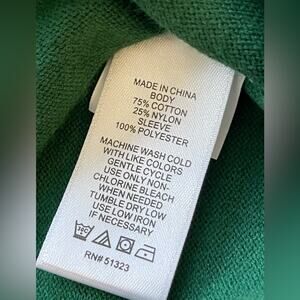 MADE IN CHINA
BODY
75% COTTON
25% NYLON
SLEEVE
100% POLYESTER
MACHINE WASH COLD
WITH LIKE COLORS
GENTLE CYCLE
USE ONLY NON-
CHLORINE BLEACH
WHEN NEEDED
TUMBLE DRY LOW
USE LOW IRON
IF NECESSARY
RN# 51323